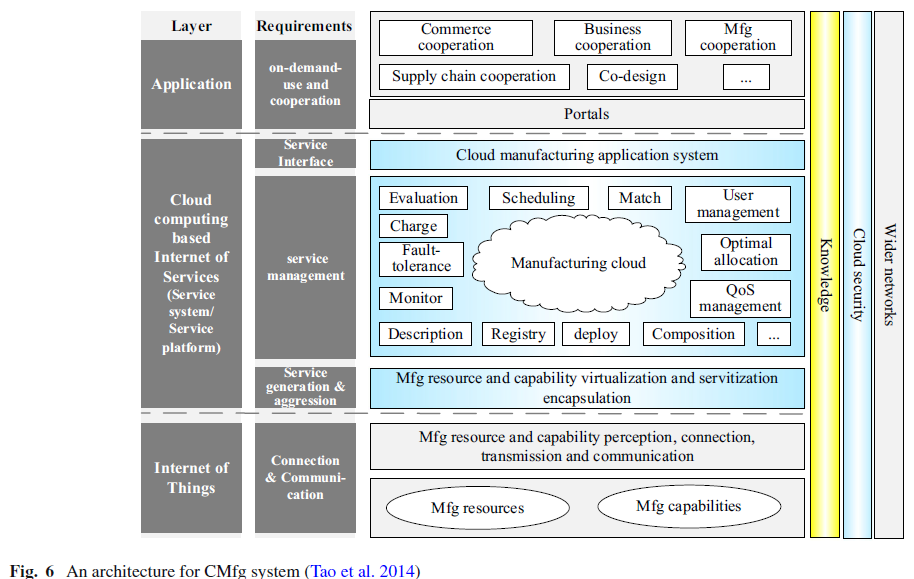 Layer
Requirements
Application
on-demand-
use and
cooperation
Commerce
cooperation
Business
cooperation
Mfg
cooperation
Supply chain cooperation
Co-design
...
Portals
Cloud
computing
based
Internet of
Services
(Service
system/
Service
platform)
Service
Interface
Cloud manufacturing application system
service
management
Evaluation
Scheduling
Match
User
management
Charge
Fault-
tolerance
Manufacturing cloud
Optimal
allocation
Monitor
QoS
management
Description
Registry
deploy
Composition
...
Service
generation &
aggression
Mfg resource and capability virtualization and servitization
encapsulation
Internet of
Things
Connection
& Communi-
cation
Mfg resource and capability perception, connection,
transmission and communication
Mfg resources
Mfg capabilities
Knowledge
Cloud security
Wider networks
Fig. 6 An architecture for CMfg system (Tao et al. 2014)